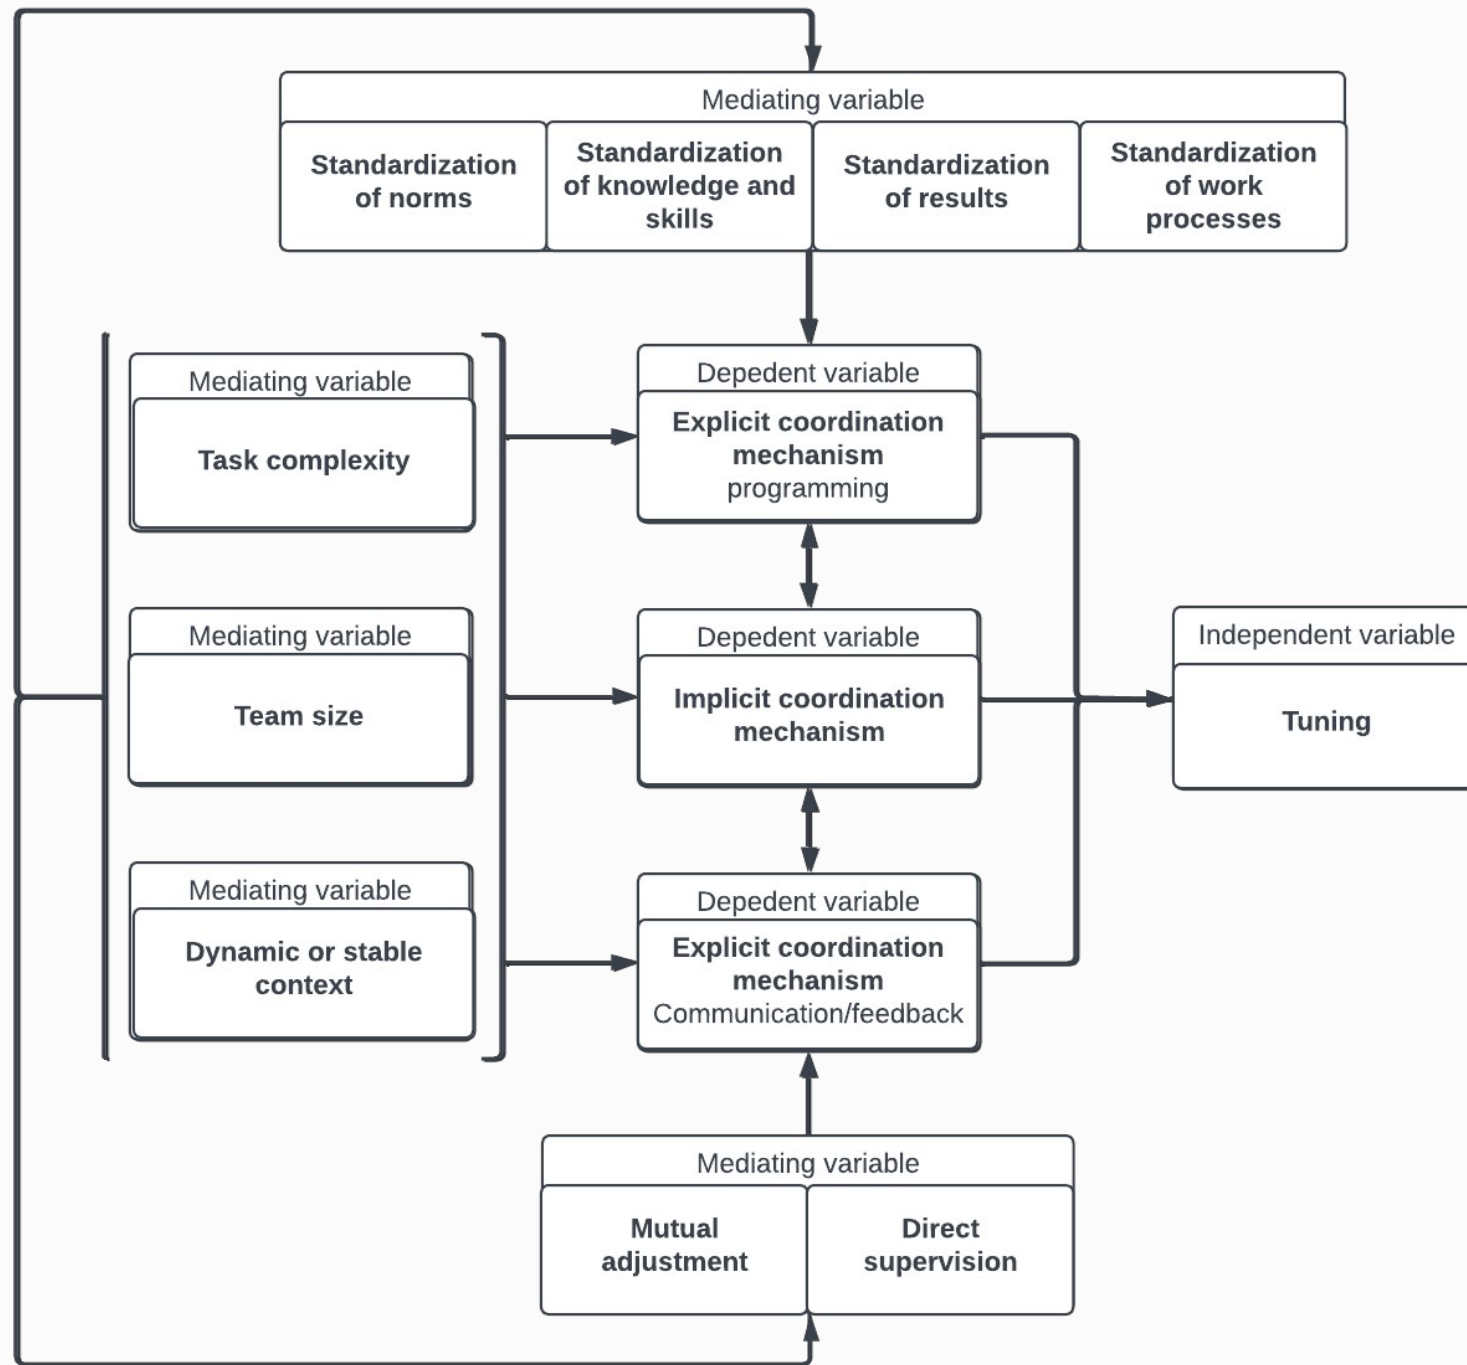 Mediating variable
Standardization
of norms
Standardization
of knowledge and
skills
Standardization
of results
Standardization
of work
processes
Mediating variable
Task complexity
Depedent variable
Explicit coordination
mechanism
programming
Mediating variable
Team size
Depedent variable
Implicit coordination
mechanism
Independent variable
Tuning
Mediating variable
Dynamic or stable
context
Depedent variable
Explicit coordination
mechanism
Communication/feedback
Mediating variable
Mutual
adjustment
Direct
supervision